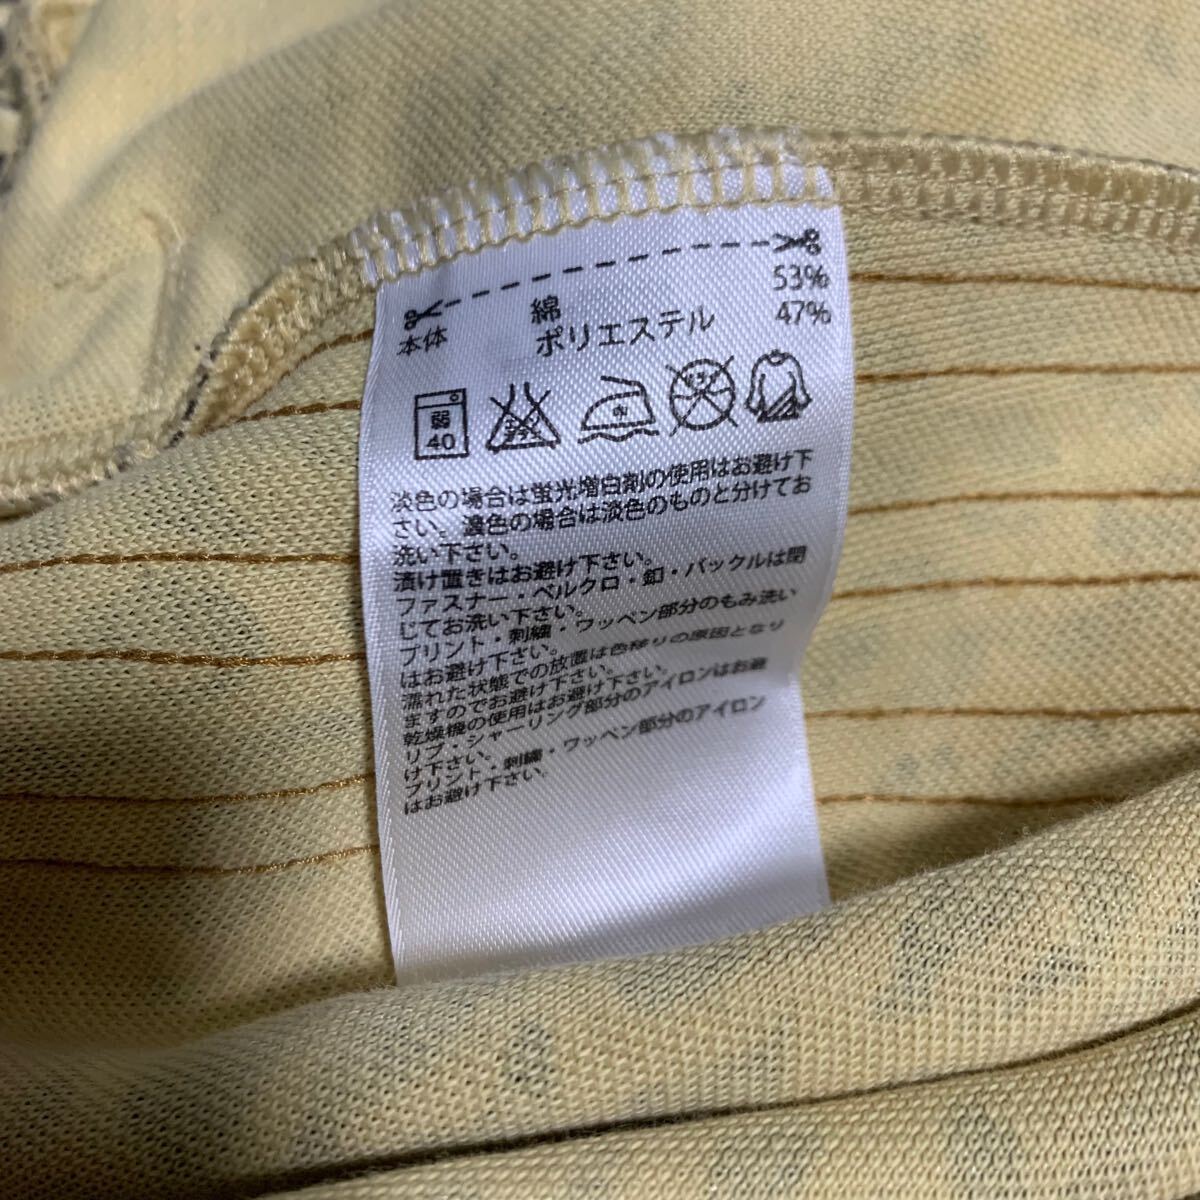 綿 53%
本体 ポリエステル 47%
弱 40 エンソサラシ 中
淡色の場合は蛍光増白剤の使用はお避け下
さい。濃色の場合は淡色のものと分けてお
洗い下さい。
漬け置きはお避け下さい。
ファスナー・ベルクロ・釦・バックルは閉
じてお洗い下さい。
プリント・刺繍・ワッペン部分のもみ洗い
はお避け下さい。
濡れた状態での放置は色移りの原因となり
ますのでお避け下さい。
乾燥機の使用はお避け下さい。
リブ・シャーリング部分のアイロンはお避
け下さい。
プリント・刺繍・ワッペン部分のアイロン
はお避け下さい。